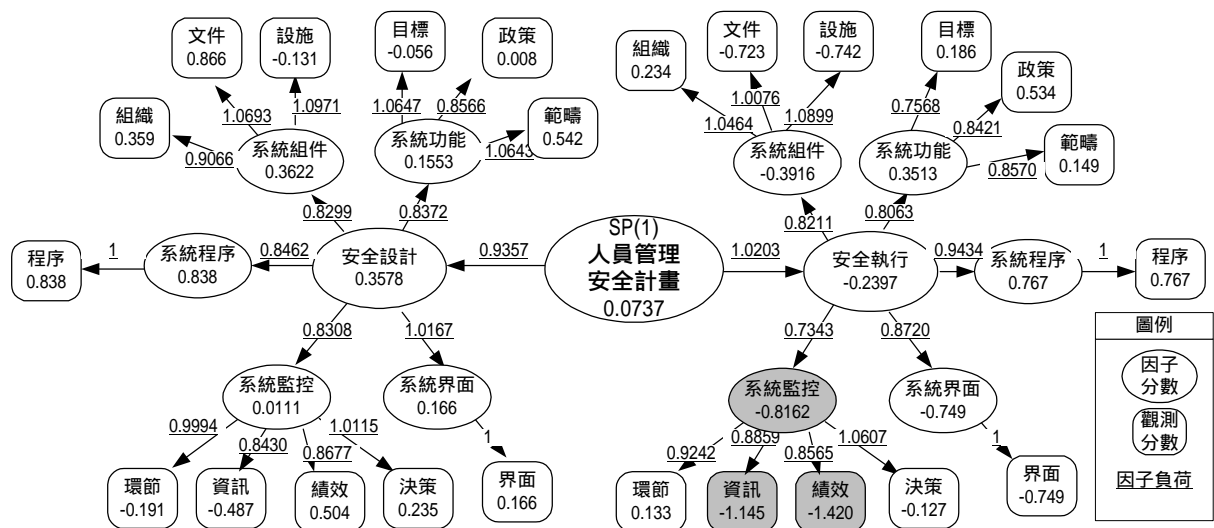 文件
0.866
設施
-0.131
目標
-0.056
政策
0.008
組織
0.359
範疇
0.542
1.0693
1.0971
1.0647
0.8566
0.9066
1.0643
系統組件
0.3622
系統功能
0.1553
0.8299
0.8372
程序
0.838
1
系統程序
0.838
0.8462
安全設計
0.3578
0.9357
SP(1)
人員管理
安全計畫
0.0737
0.8308
1.0167
系統監控
0.0111
系統界面
0.166
0.9994
0.8430
0.8677
1.0115
1
環節
-0.191
資訊
-0.487
績效
0.504
決策
0.235
界面
0.166
組織
0.234
文件
-0.723
設施
-0.742
目標
0.186
政策
0.534
範疇
0.149
1.0464
1.0076
1.0899
0.7568
0.8421
0.8570
系統組件
-0.3916
系統功能
0.3513
0.8211
0.8063
1.0203
安全執行
-0.2397
0.9434
系統程序
0.767
1
程序
0.767
0.7343
0.8720
系統監控
-0.8162
系統界面
-0.749
0.9242
0.8859
0.8565
1.0607
1
環節
0.133
資訊
-1.145
績效
-1.420
決策
-0.127
界面
-0.749
圖例
因子
分數
觀測
分數
因子負荷